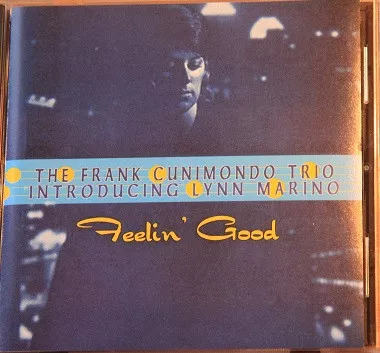 THE FRANK CUNIMONDO TRIO
INTRODUCING LYNN MARINO
Feelin' Good